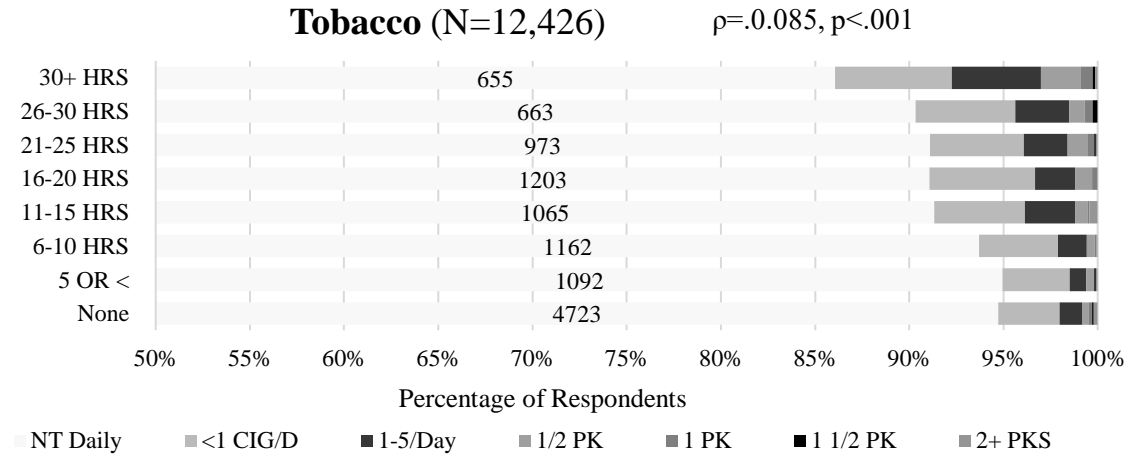 Tobacco (N=12,426) ρ=.0.085, p<.001
30+ HRS 655
26-30 HRS 663
21-25 HRS 973
16-20 HRS 1203
11-15 HRS 1065
6-10 HRS 1162
5 OR < 1092
None 4723
50% 55% 60% 65% 70% 75% 80% 85% 90% 95% 100%
Percentage of Respondents
NT Daily <1 CIG/D 1-5/Day 1/2 PK 1 PK 1 1/2 PK 2+ PKS